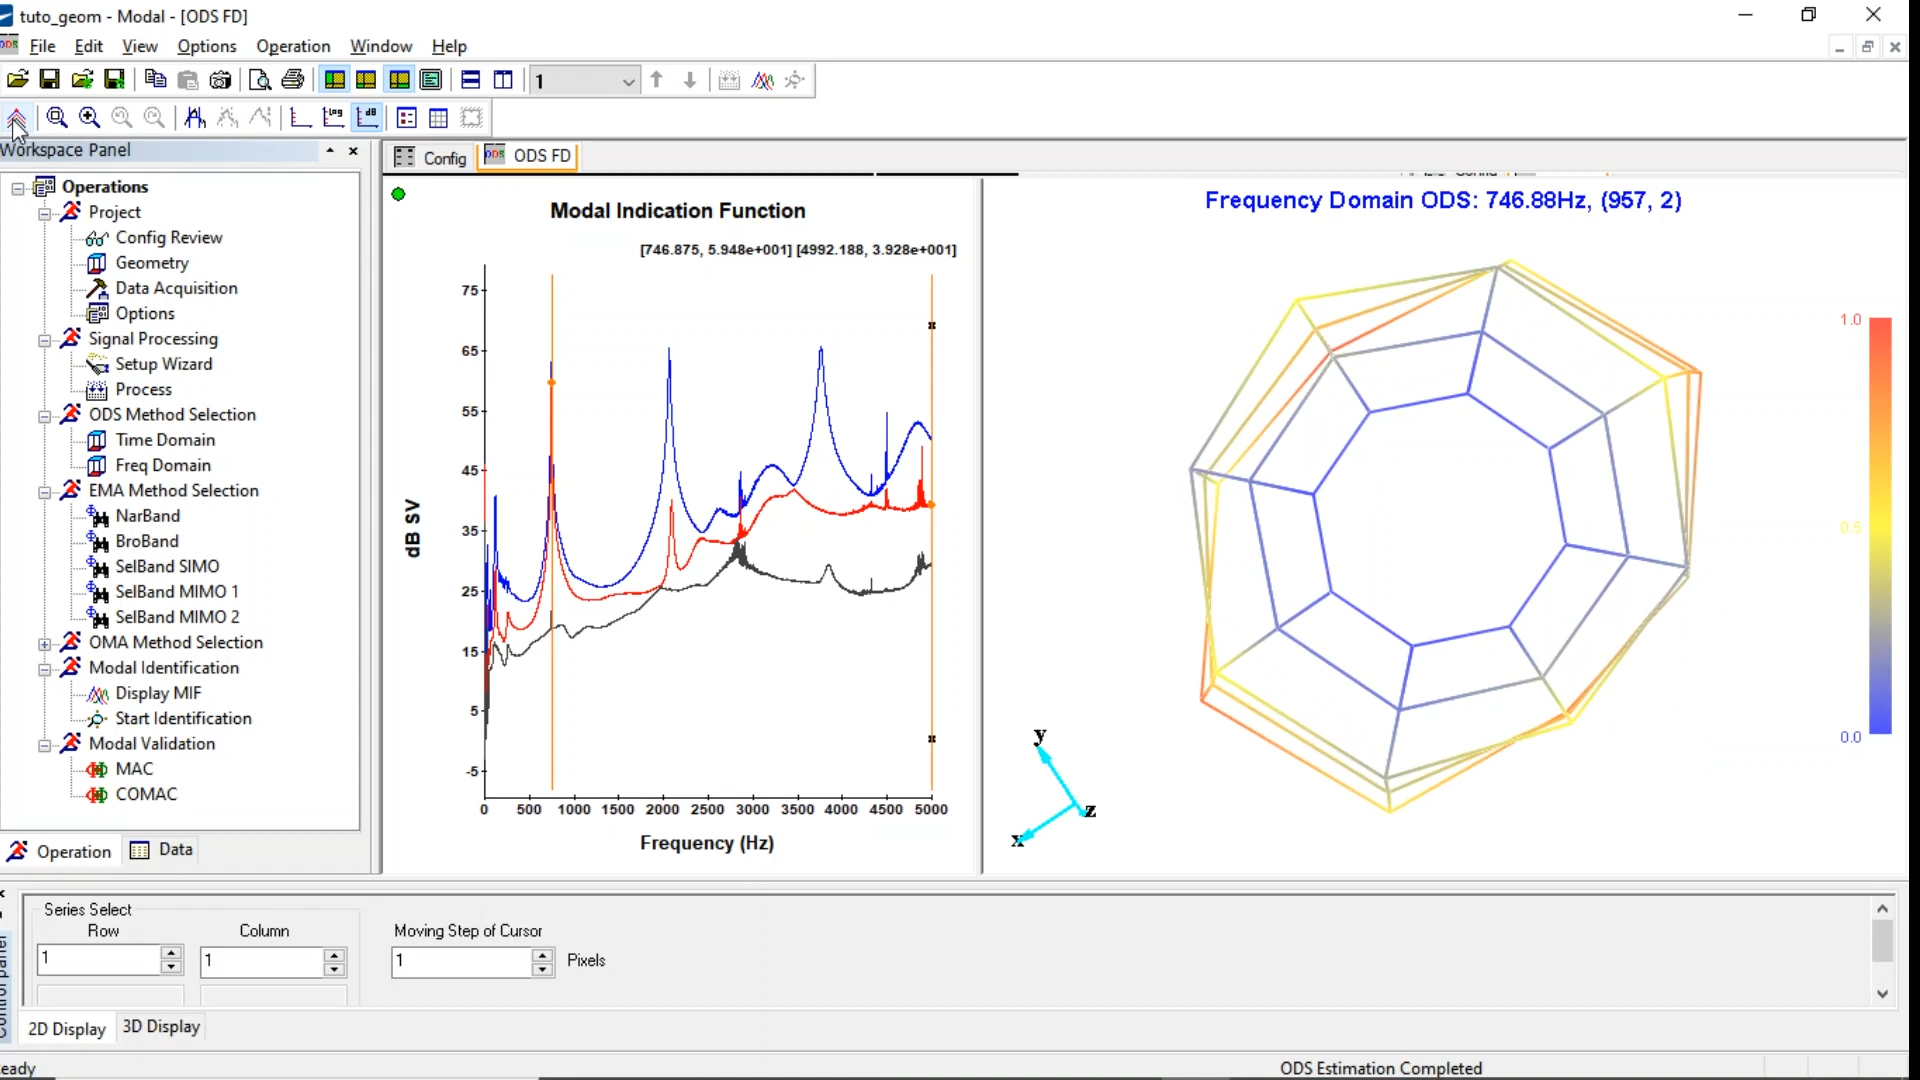 tuto_geom - Modal - [ODS FD]
ODS File Edit View Options Operation Window Help
1
Log dB
Workspace Panel
Operations
Project
Config Review
Geometry
Data Acquisition
Options
Signal Processing
Setup Wizard
Process
ODS Method Selection
Time Domain
Freq Domain
EMA Method Selection
NarBand
BroBand
SelBand SIMO
SelBand MIMO 1
SelBand MIMO 2
OMA Method Selection
Modal Identification
Display MIF
Start Identification
Modal Validation
MAC
COMAC
Operation Data
Config ODS ODS FD
Modal Indication Function
[746.875, 5.948e+001] [4992.188, 3.928e+001]
75
65
55
45
35
25
15
5
-5
dB SV
0 500 1000 1500 2000 2500 3000 3500 4000 4500 5000
Frequency (Hz)
Frequency Domain ODS: 746.88Hz, (957, 2)
1.0
0.5
0.0
y
z
x
Series Select
Row Column Moving Step of Cursor
1 1 1 Pixels
2D Display 3D Display
eady ODS Estimation Completed